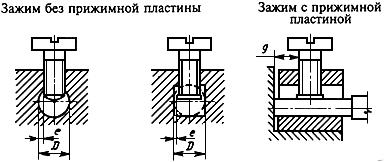 Зажим без прижимной пластины
Зажим с прижимной
пластиной
g
e
D
e
D